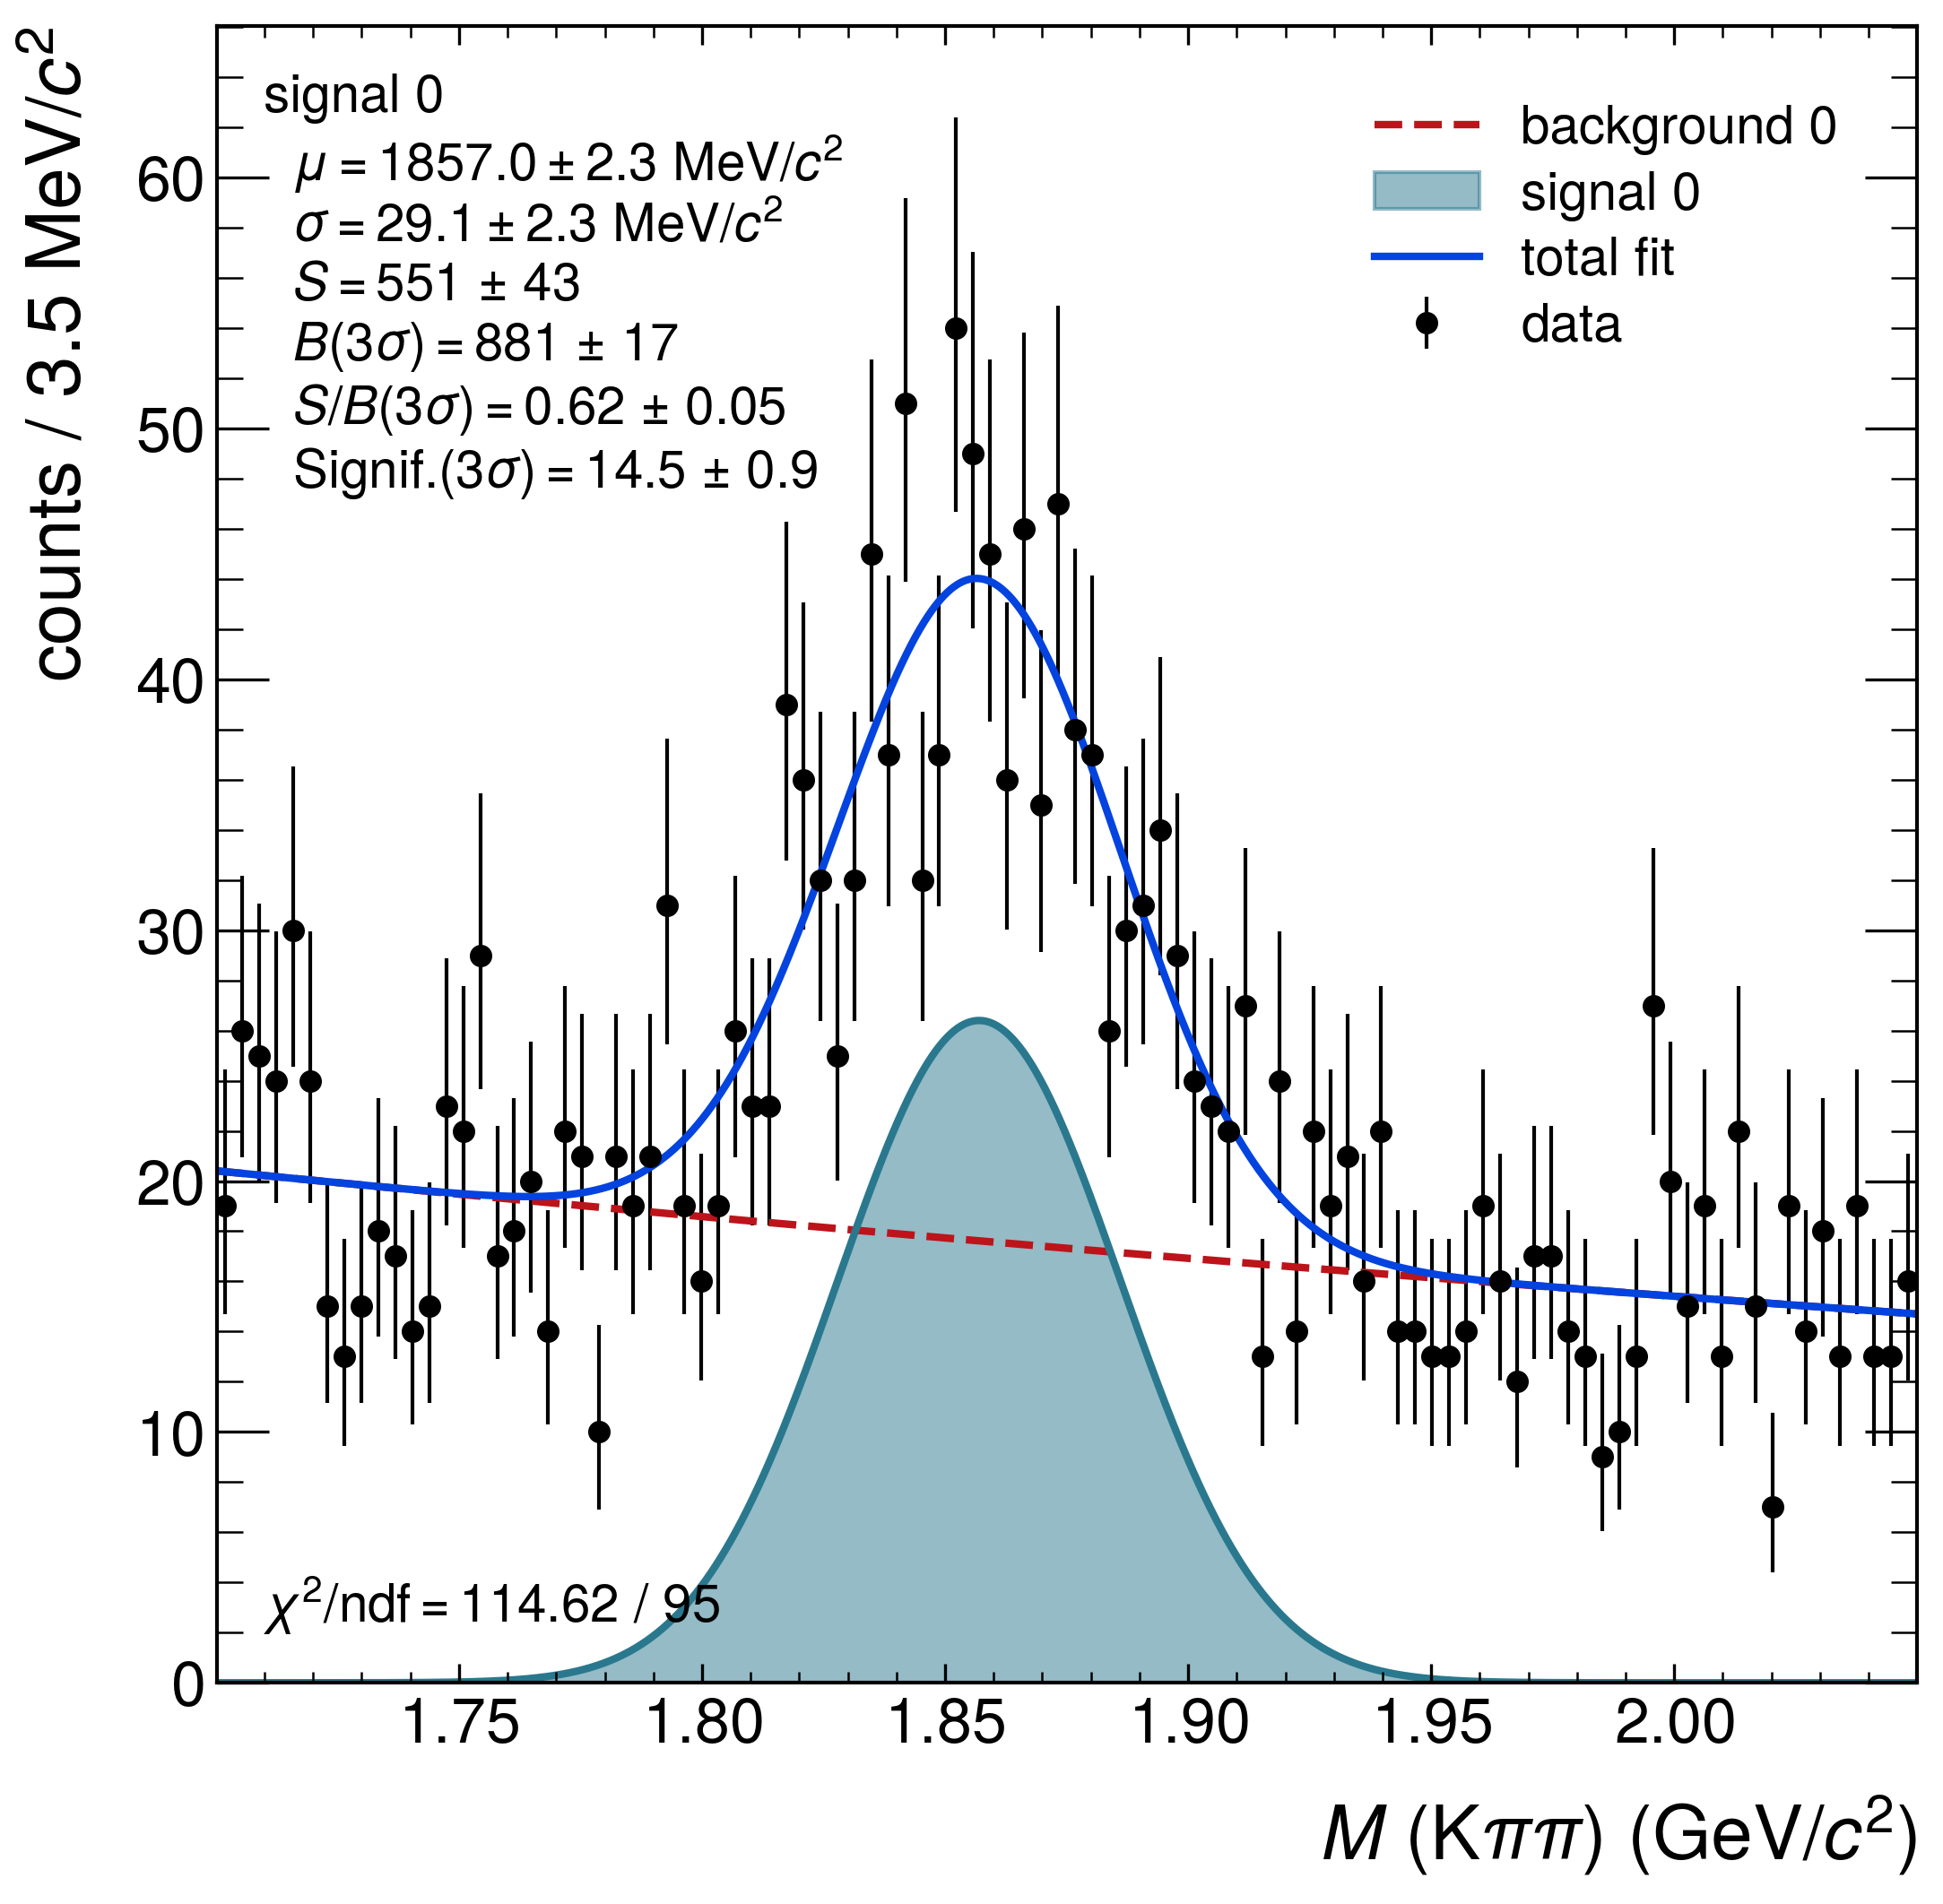 counts / 3.5 MeV/c²
signal 0
μ = 1857.0 ± 2.3 MeV/c²
σ = 29.1 ± 2.3 MeV/c²
S = 551 ± 43
B(3σ) = 881 ± 17
S/B(3σ) = 0.62 ± 0.05
Signif.(3σ) = 14.5 ± 0.9
background 0
signal 0
total fit
data
60
50
40
30
20
10
0
χ²/ndf = 114.62 / 95
1.75 1.80 1.85 1.90 1.95 2.00
M (Kππ) (GeV/c²)